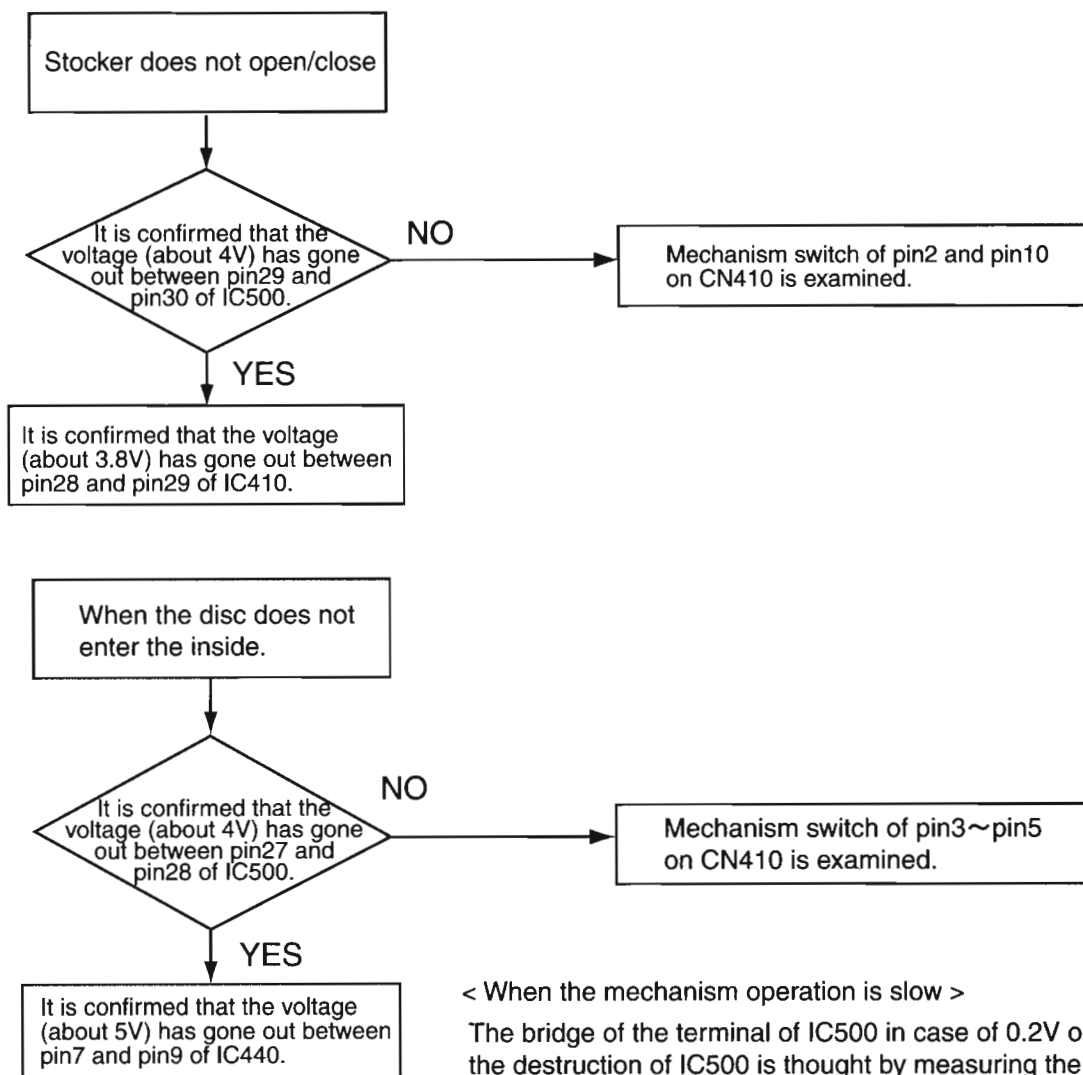 Stocker does not open/close
It is confirmed that the
voltage (about 4V) has gone
out between pin29 and
pin30 of IC500.
NO
Mechanism switch of pin2 and pin10
on CN410 is examined.
YES
It is confirmed that the voltage
(about 3.8V) has gone out between
pin28 and pin29 of IC410.
When the disc does not
enter the inside.
It is confirmed that the
voltage (about 4V) has gone
out between pin27 and
pin28 of IC500.
NO
Mechanism switch of pin3~pin5
on CN410 is examined.
YES
It is confirmed that the voltage
(about 5V) has gone out between
pin7 and pin9 of IC440.
< When the mechanism operation is slow >
The bridge of the terminal of IC500 in case of 0.2V
the destruction of IC500 is thought by measuring the